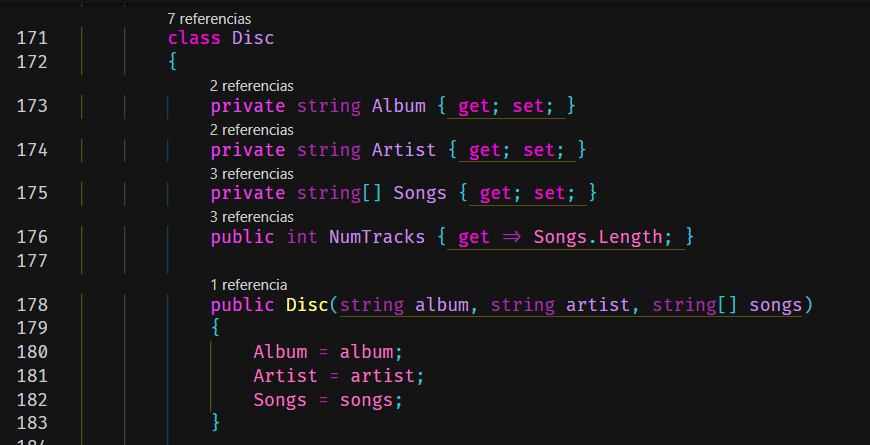 7 referencias
171 class Disc
172 {
2 referencias
173 private string Album { get; set; }
2 referencias
174 private string Artist { get; set; }
3 referencias
175 private string[] Songs { get; set; }
3 referencias
176 public int NumTracks { get => Songs.Length; }
177
1 referencia
178 public Disc(string album, string artist, string[] songs)
179 {
180 Album = album;
181 Artist = artist;
182 Songs = songs;
183 }
184